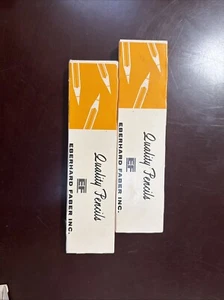 Quality Pencils
EF
EBERHARD FABER INC.
Quality Pencils
EF
EBERHARD FABER INC.